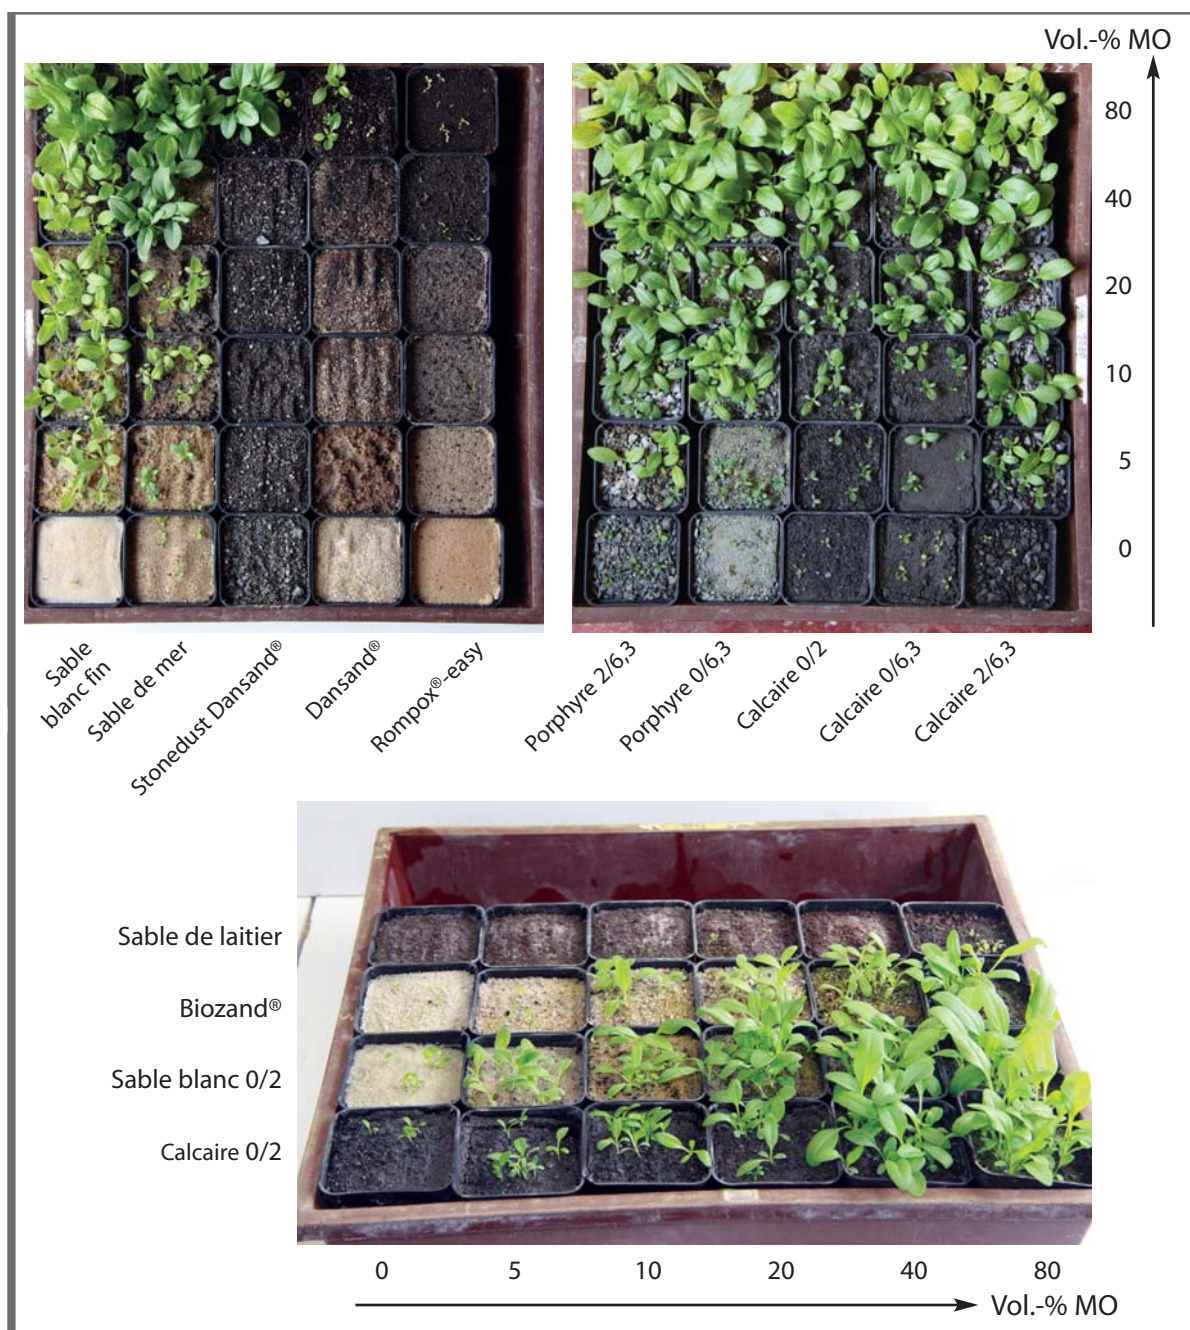 Vol.-% MO
80
40
20
10
5
0
Sable
blanc fin
Sable de mer
Stonedust Dansand®
Dansand®
Rompox®-easy
Porphyre 2/6,3
Porphyre 0/6,3
Calcaire 0/2
Calcaire 0/6,3
Calcaire 2/6,3
Sable de laitier
Biozand®
Sable blanc 0/2
Calcaire 0/2
0 5 10 20 40 80
Vol.-% MO